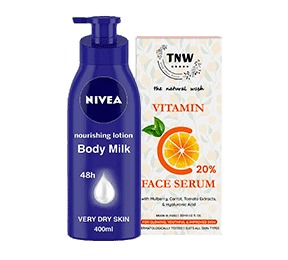 NIVEA
nourishing lotion
Body Milk
48h
VERY DRY SKIN
400ml
TNW
the natural wash
VITAMIN
C
20%
FACE SERUM
with Mulberry, Carrot, Tomato Extracts,
& Hyaluronic Acid